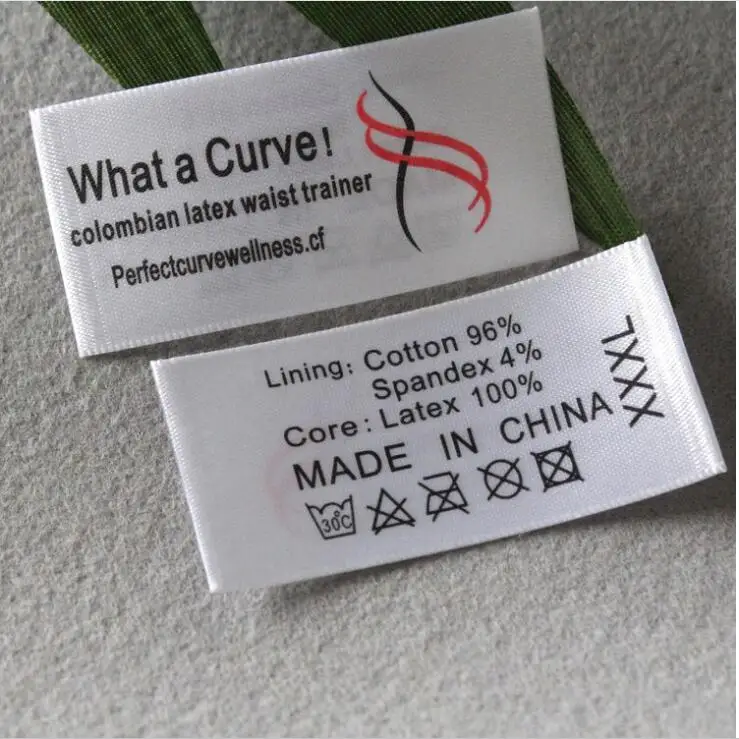 What a Curve!
colombian latex waist trainer
Perfectcurvewellness.cf
Lining: Cotton 96%
Spandex 4%
Core: Latex 100%
MADE IN CHINA
XXXL
30°C